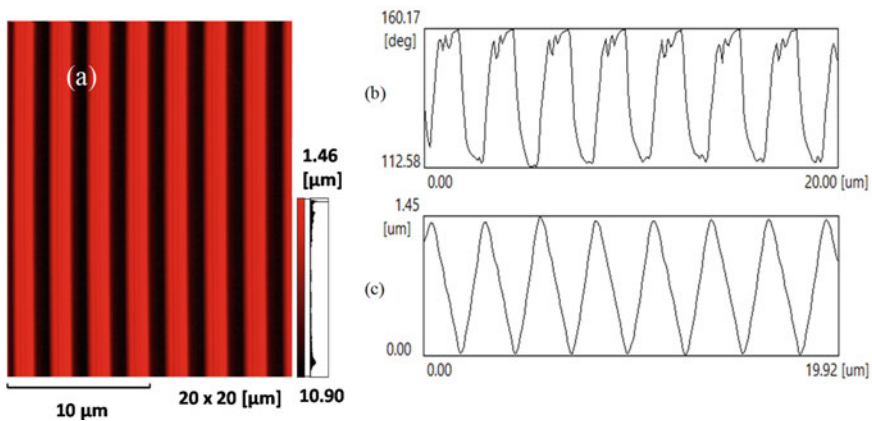 (a)
1.46
[µm]
10.90
10 µm
20 x 20 [µm]
160.17
[deg]
(b)
112.58
0.00
20.00 [um]
1.45
[um]
(c)
0.00
0.00
19.92 [um]